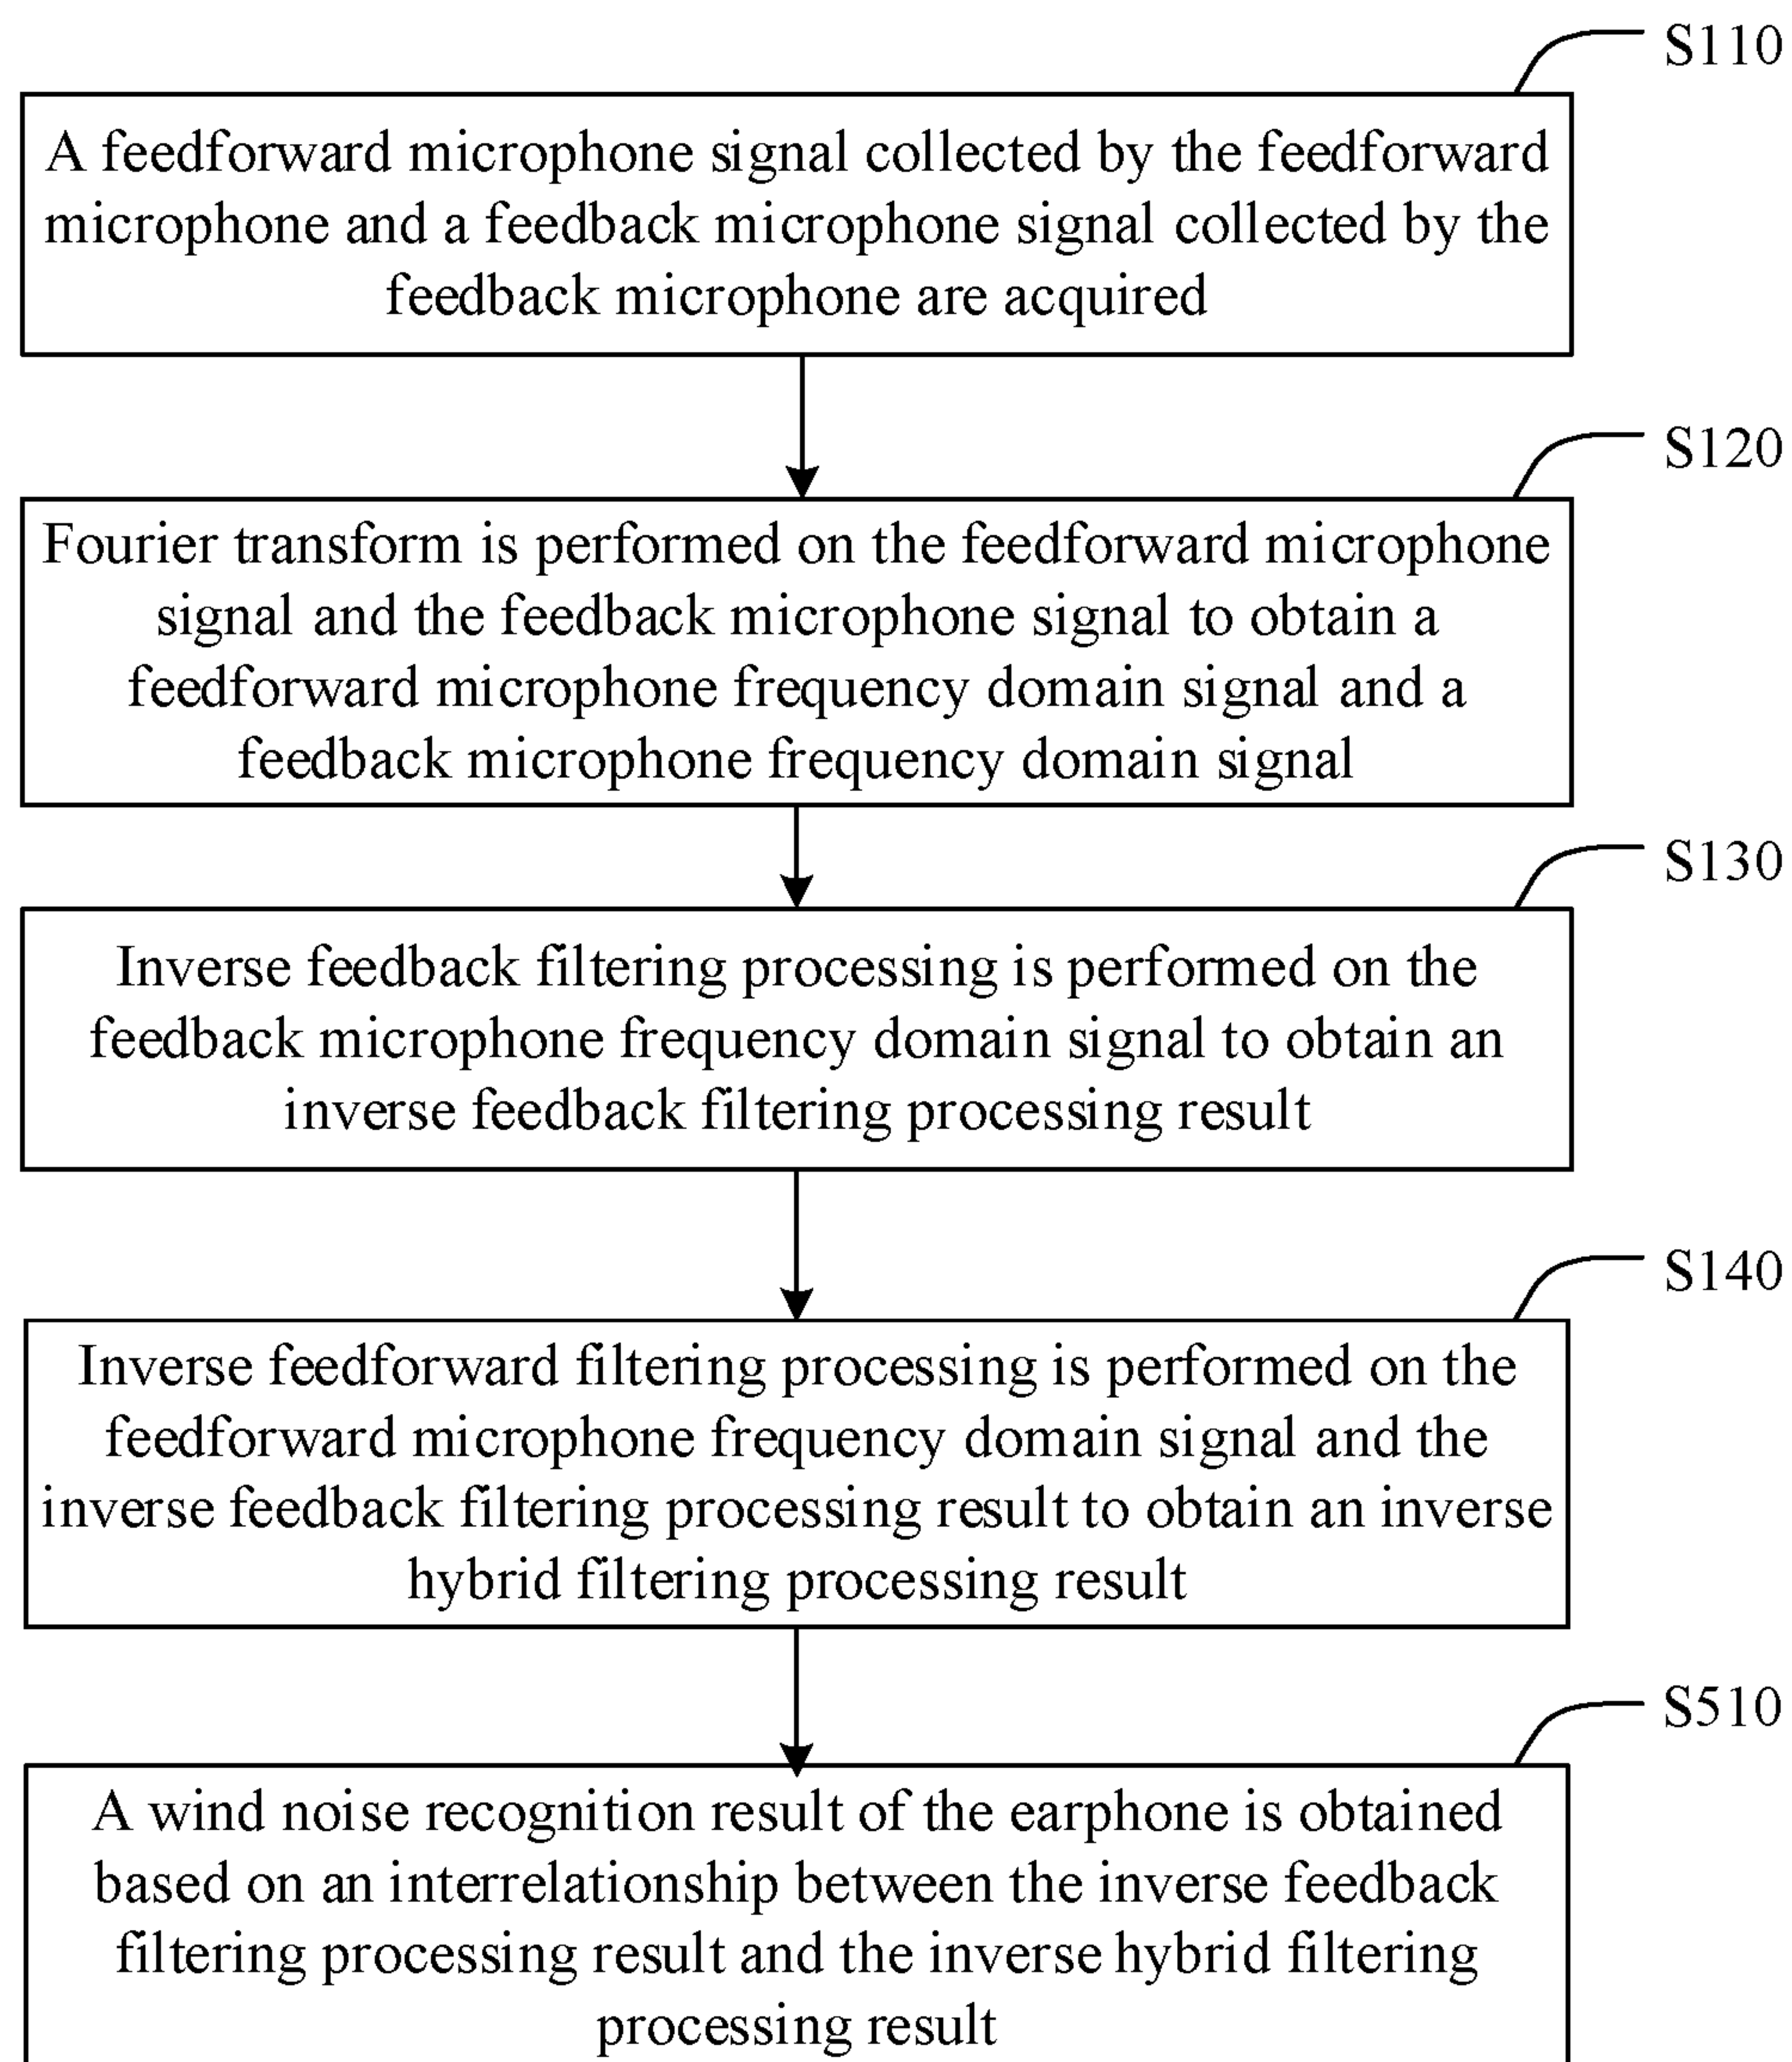 S110
A feedforward microphone signal collected by the feedforward
microphone and a feedback microphone signal collected by the
feedback microphone are acquired
S120
Fourier transform is performed on the feedforward microphone
signal and the feedback microphone signal to obtain a
feedforward microphone frequency domain signal and a
feedback microphone frequency domain signal
S130
Inverse feedback filtering processing is performed on the
feedback microphone frequency domain signal to obtain an
inverse feedback filtering processing result
S140
Inverse feedforward filtering processing is performed on the
feedforward microphone frequency domain signal and the
inverse feedback filtering processing result to obtain an inverse
hybrid filtering processing result
S510
A wind noise recognition result of the earphone is obtained
based on an interrelationship between the inverse feedback
filtering processing result and the inverse hybrid filtering
processing result